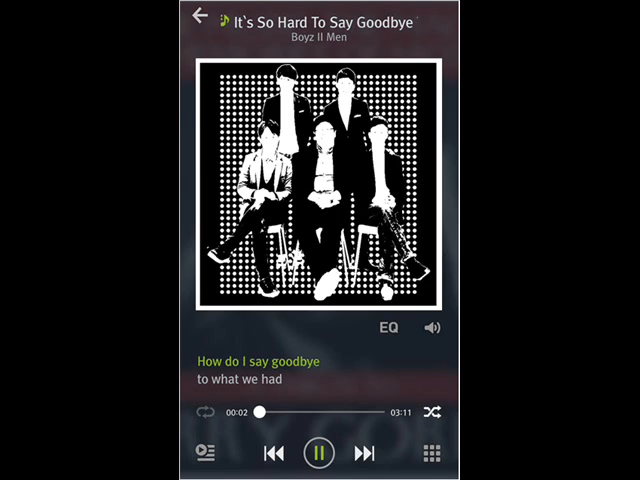 It`s So Hard To Say Goodbye
Boyz II Men
EQ
How do I say goodbye
to what we had
00:02
03:11